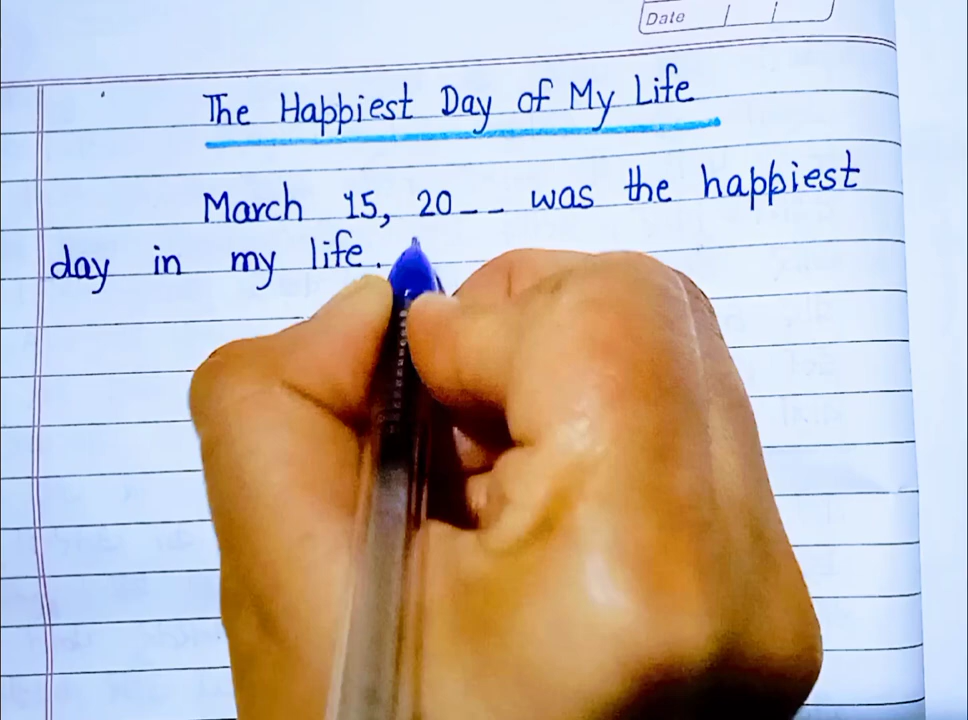 Date
The Happiest Day of My Life
March 15, 20__ was the happiest
day in my life.